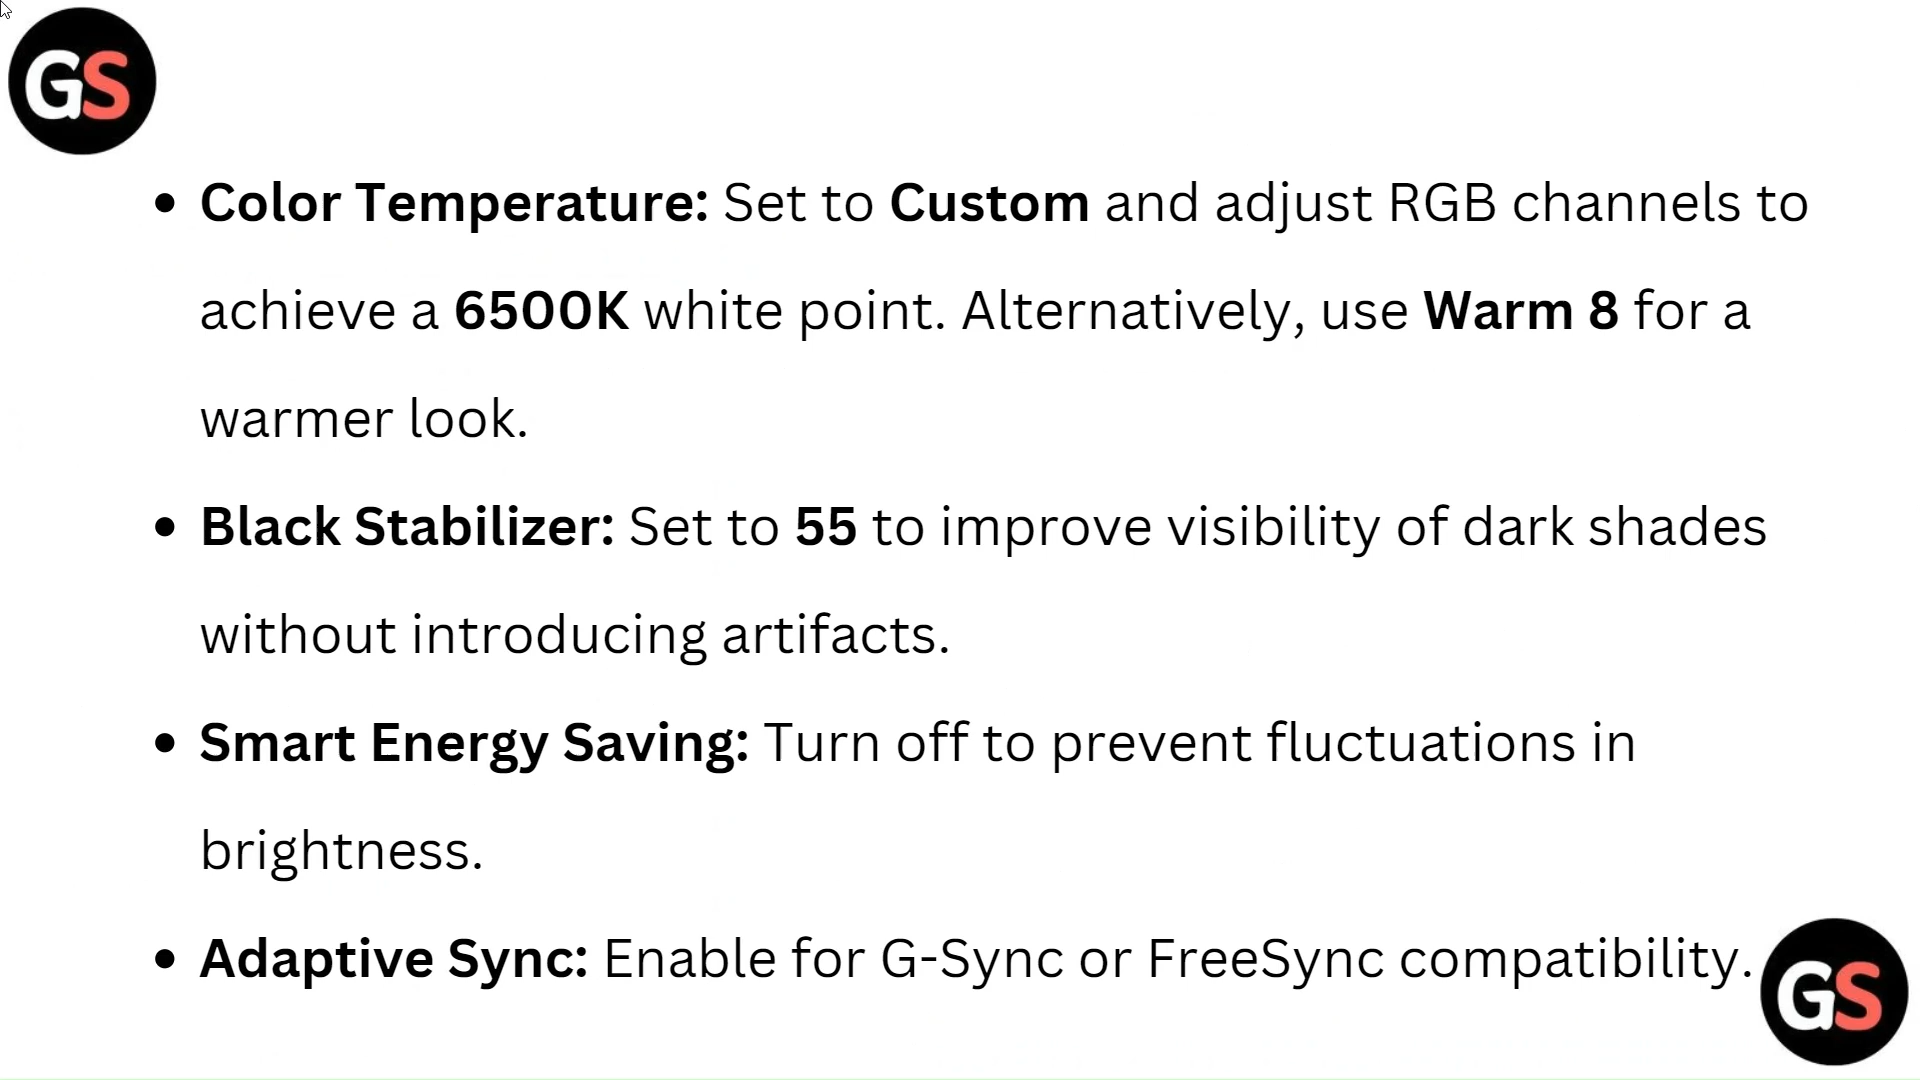 GS
• Color Temperature: Set to Custom and adjust RGB channels to
achieve a 6500K white point. Alternatively, use Warm 8 for a
warmer look.
• Black Stabilizer: Set to 55 to improve visibility of dark shades
without introducing artifacts.
• Smart Energy Saving: Turn off to prevent fluctuations in
brightness.
• Adaptive Sync: Enable for G-Sync or FreeSync compatibility.
GS